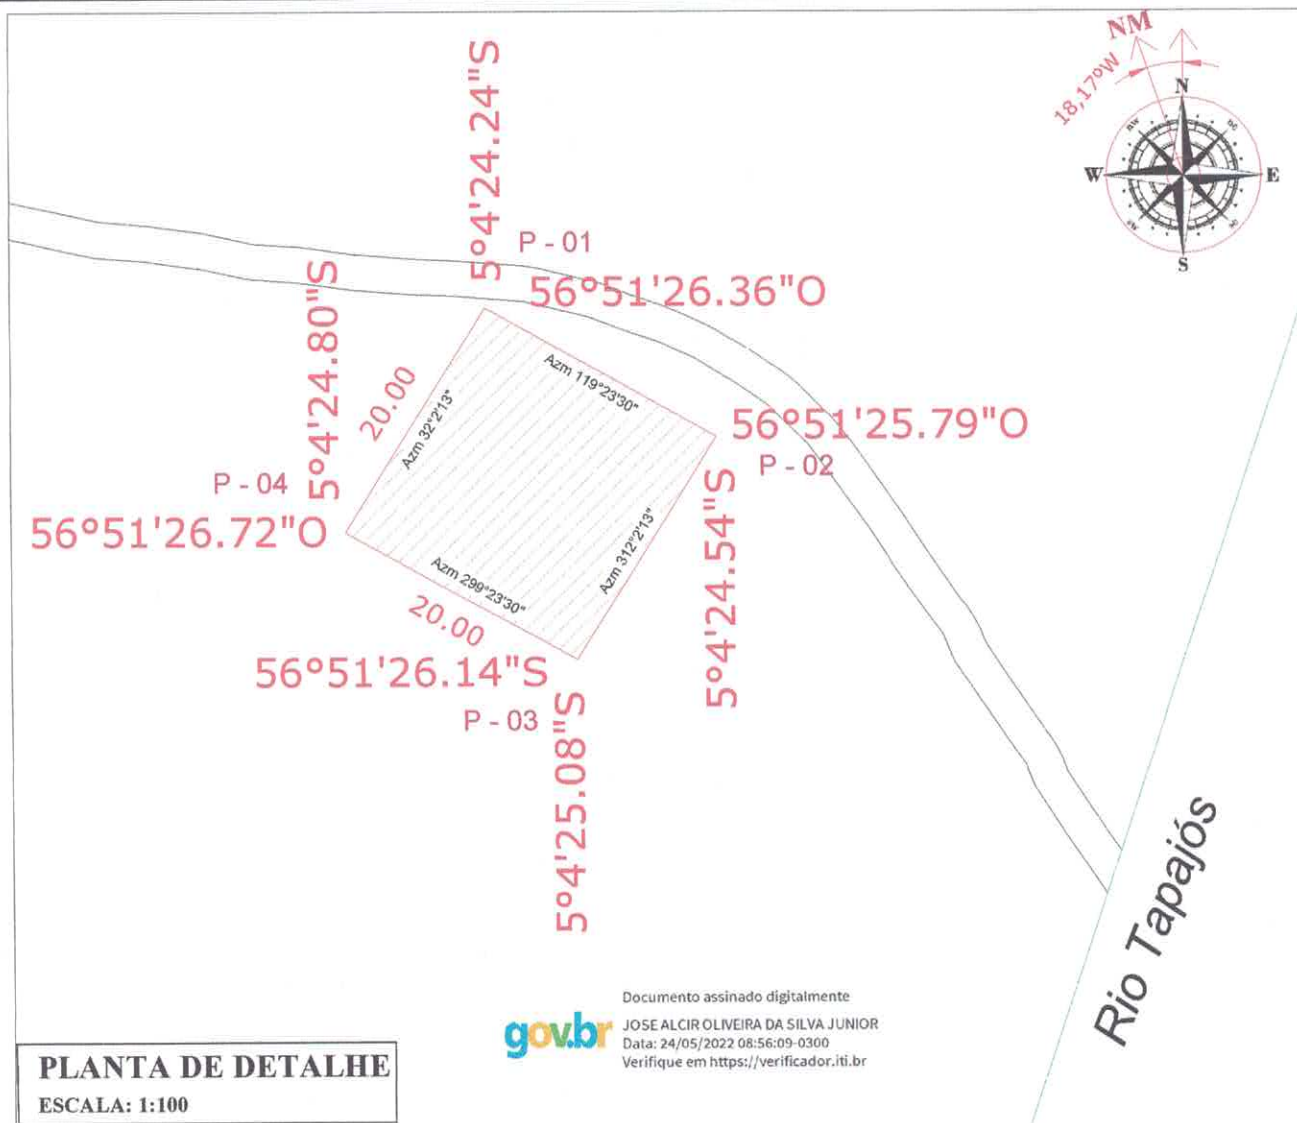 NM
18,17°W
N
W
E
S
5°4'24.24"S
P - 01
56°51'26.36"O
5°4'24.80"S
20.00
Azm 32°2'13"
Azm 119°23'30"
56°51'25.79"O
P - 02
P - 04
56°51'26.72"O
5°4'24.54"S
Azm 312°2'13"
Azm 299°23'30"
20.00
56°51'26.14"S
P - 03
5°4'25.08"S
Rio Tapajós
Documento assinado digitalmente
gov.br
JOSE ALCIR OLIVEIRA DA SILVA JUNIOR
Data: 24/05/2022 08:56:09-0300
Verifique em https://verificador.iti.br
PLANTA DE DETALHE
ESCALA: 1:100